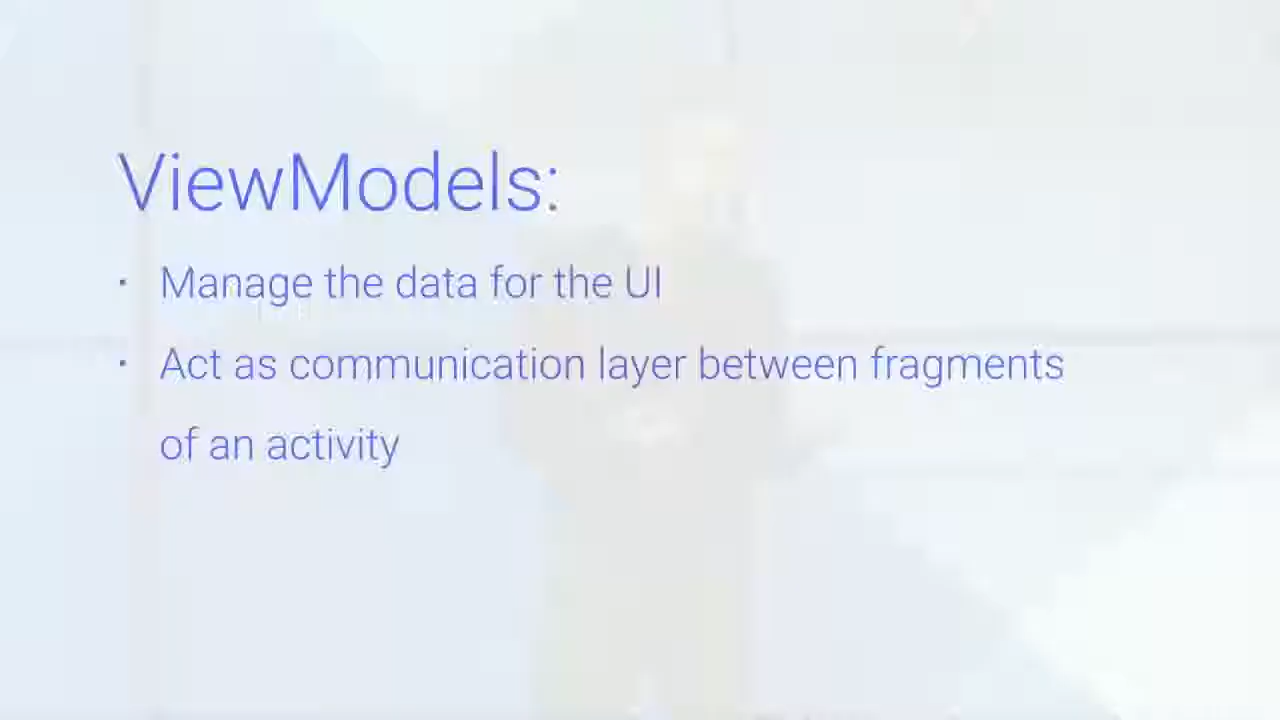 ViewModels:
· Manage the data for the UI
· Act as communication layer between fragments
of an activity